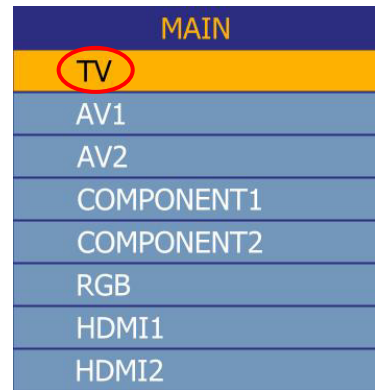 MAIN
TV
AV1
AV2
COMPONENT1
COMPONENT2
RGB
HDMI1
HDMI2